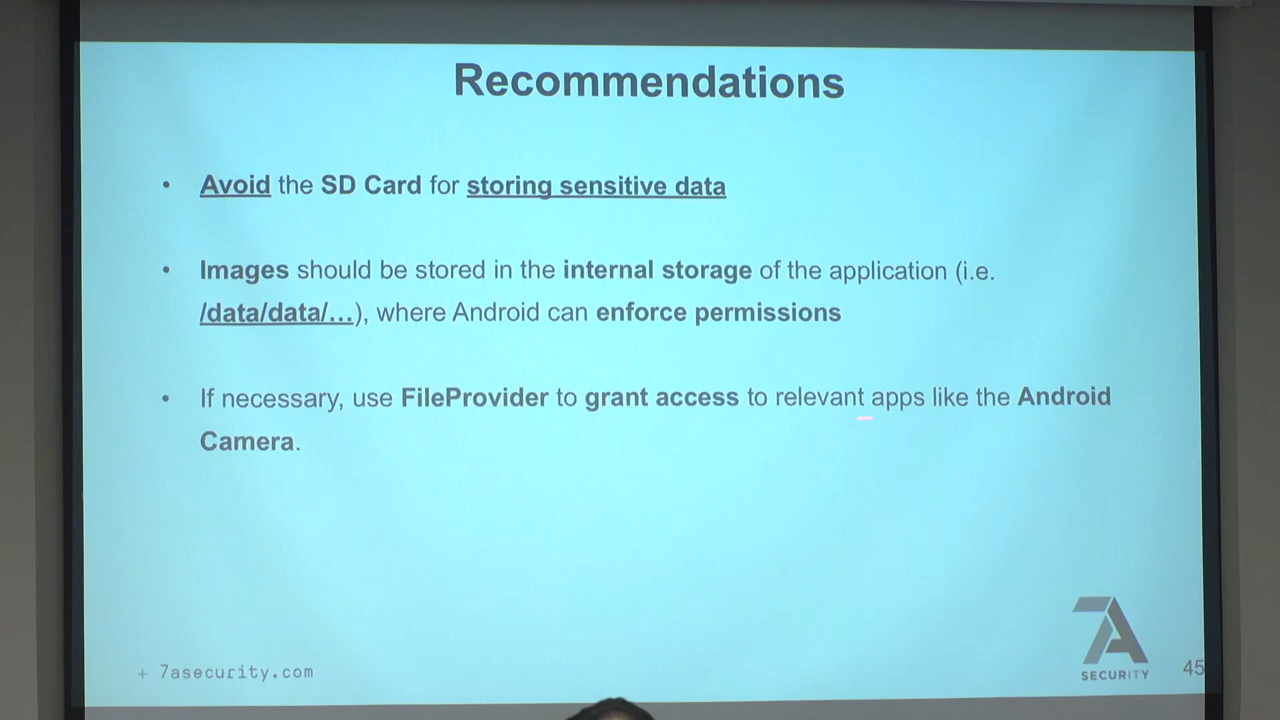 Recommendations
• Avoid the SD Card for storing sensitive data
• Images should be stored in the internal storage of the application (i.e.
/data/data/…), where Android can enforce permissions
• If necessary, use FileProvider to grant access to relevant apps like the Android
Camera.
+ 7asecurity.com
7A
SECURITY
45